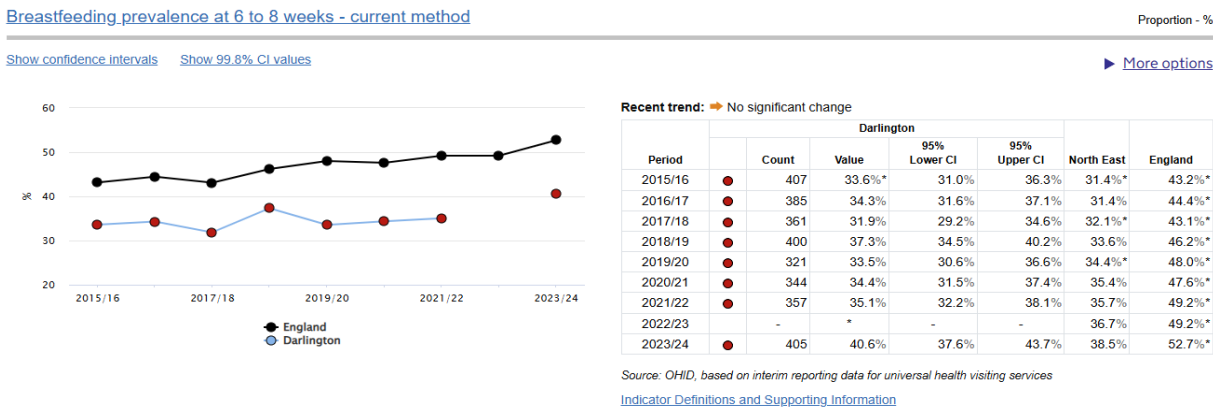 Breastfeeding prevalence at 6 to 8 weeks - current method
Proportion - %
Show confidence intervals Show 99.8% CI values
▶ More options
60
50
40
30
20
%
2015/16 2017/18 2019/20 2021/22 2023/24
England
Darlington
Recent trend: No significant change
Darlington
Period Count Value 95% Lower CI 95% Upper CI North East England
2015/16 407 33.6%* 31.0% 36.3% 31.4%* 43.2%*
2016/17 385 34.3% 31.6% 37.1% 31.4 44.4%*
2017/18 361 31.9% 29.2% 34.6% 32.1%* 43.1%*
2018/19 400 37.3% 34.5% 40.2% 33.6% 46.2%*
2019/20 321 33.5% 30.6% 36.6% 34.4%* 48.0%*
2020/21 344 34.4% 31.5% 37.4% 35.4% 47.6%*
2021/22 357 35.1% 32.2% 38.1% 35.7% 49.2%*
2022/23 - * - - 36.7% 49.2%*
2023/24 405 40.6% 37.6% 43.7% 38.5% 52.7%*
Source: OHID, based on interim reporting data for universal health visiting services
Indicator Definitions and Supporting Information